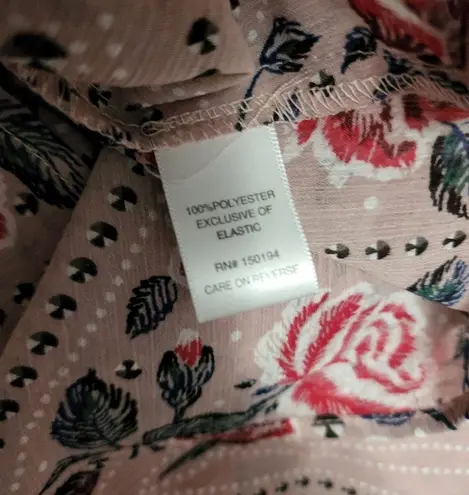 100%POLYESTER
EXCLUSIVE OF
ELASTIC
RN# 150194
CARE ON REVERSE